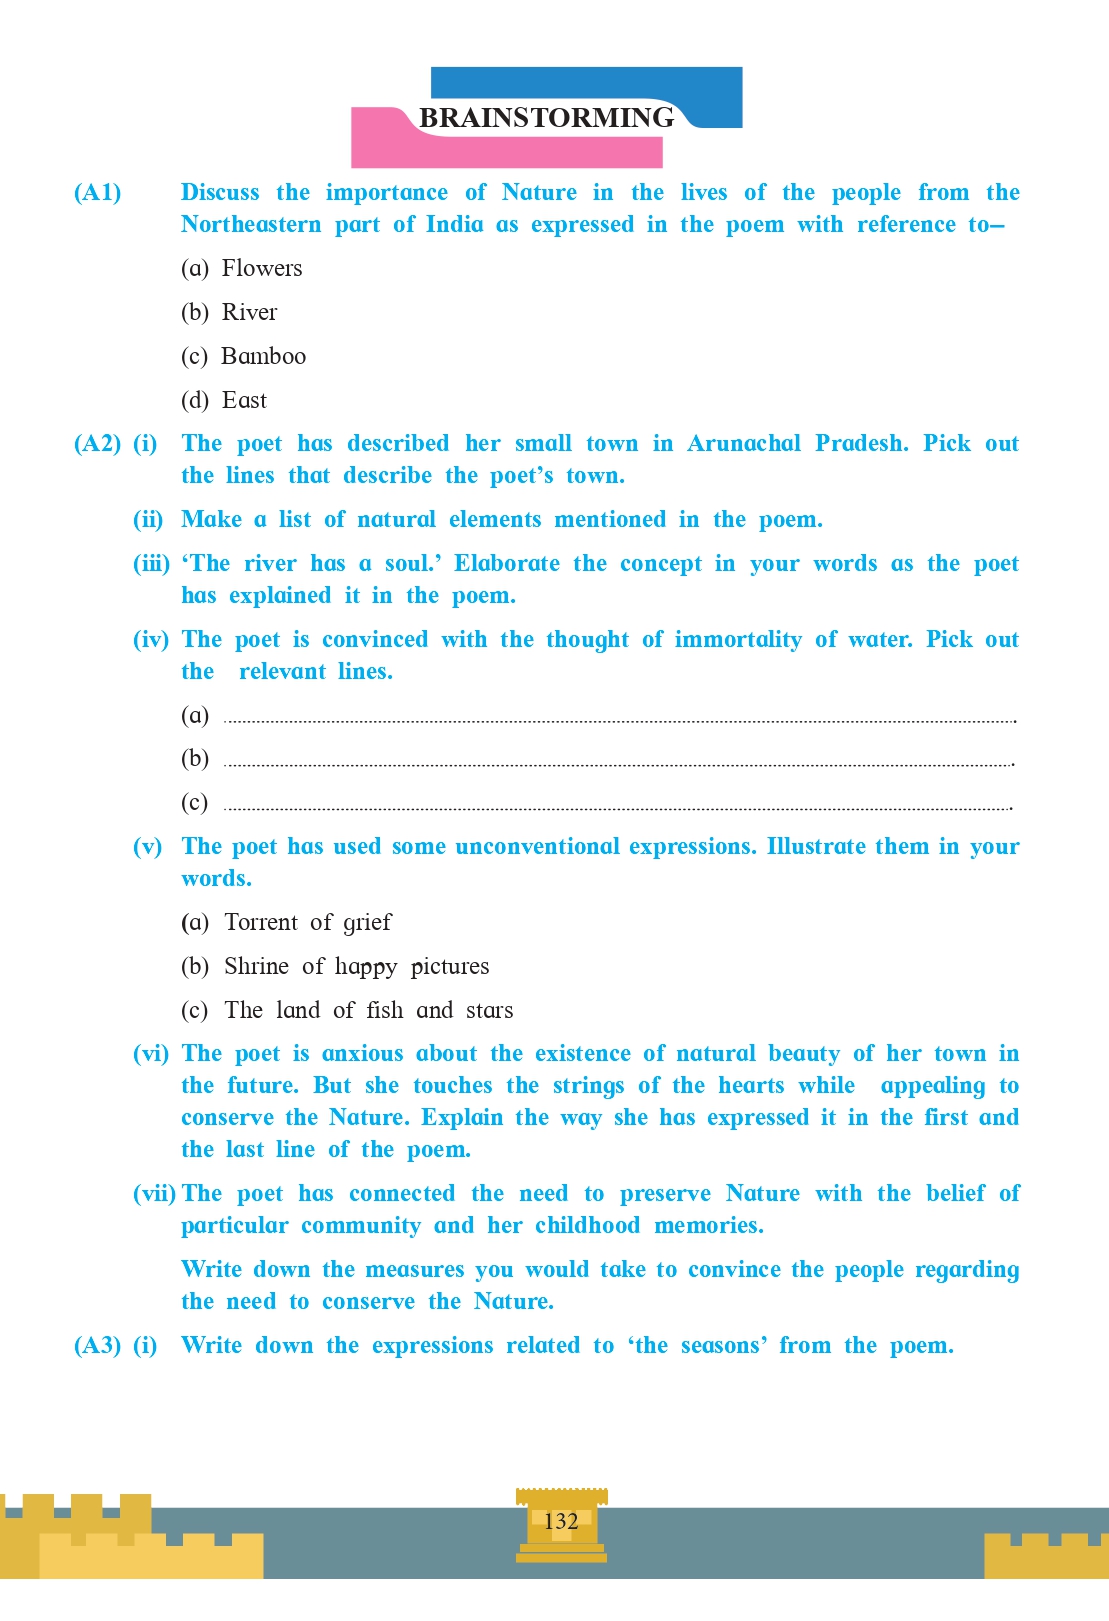 BRAINSTORMING
(A1) Discuss the importance of Nature in the lives of the people from the
Northeastern part of India as expressed in the poem with reference to–
(a) Flowers
(b) River
(c) Bamboo
(d) East
(A2) (i) The poet has described her small town in Arunachal Pradesh. Pick out
the lines that describe the poet’s town.
(ii) Make a list of natural elements mentioned in the poem.
(iii) ‘The river has a soul.’ Elaborate the concept in your words as the poet
has explained it in the poem.
(iv) The poet is convinced with the thought of immortality of water. Pick out
the relevant lines.
(a) ..........................................................................................................................................
(b) ..........................................................................................................................................
(c) ..........................................................................................................................................
(v) The poet has used some unconventional expressions. Illustrate them in your
words.
(a) Torrent of grief
(b) Shrine of happy pictures
(c) The land of fish and stars
(vi) The poet is anxious about the existence of natural beauty of her town in
the future. But she touches the strings of the hearts while appealing to
conserve the Nature. Explain the way she has expressed it in the first and
the last line of the poem.
(vii) The poet has connected the need to preserve Nature with the belief of
particular community and her childhood memories.
Write down the measures you would take to convince the people regarding
the need to conserve the Nature.
(A3) (i) Write down the expressions related to ‘the seasons’ from the poem.
132